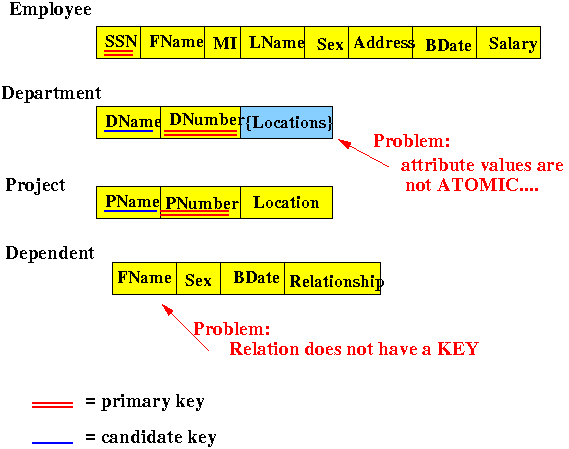 Employee
SSN FName MI LName Sex Address BDate Salary
Department
DName DNumber {Locations}
Problem:
attribute values are
not ATOMIC....
Project
PName PNumber Location
Dependent
FName Sex BDate Relationship
Problem:
Relation does not have a KEY
= primary key
= candidate key